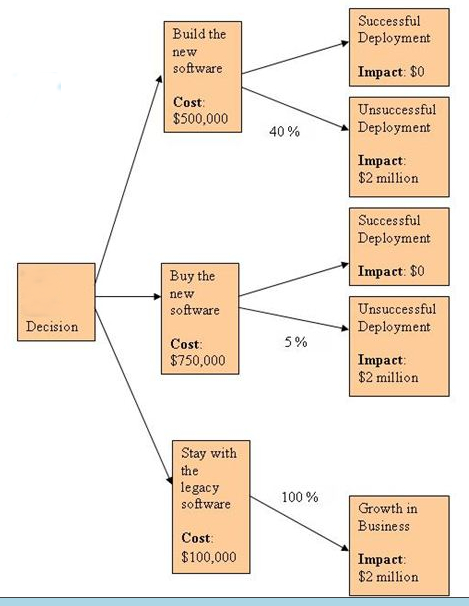 Decision
Build the
new
software
Cost:
$500,000
40 %
Successful
Deployment
Impact: $0
Unsuccessful
Deployment
Impact:
$2 million
Buy the
new
software
Cost:
$750,000
5 %
Successful
Deployment
Impact: $0
Unsuccessful
Deployment
Impact:
$2 million
Stay with
the
legacy
software
Cost:
$100,000
100 %
Growth in
Business
Impact:
$2 million